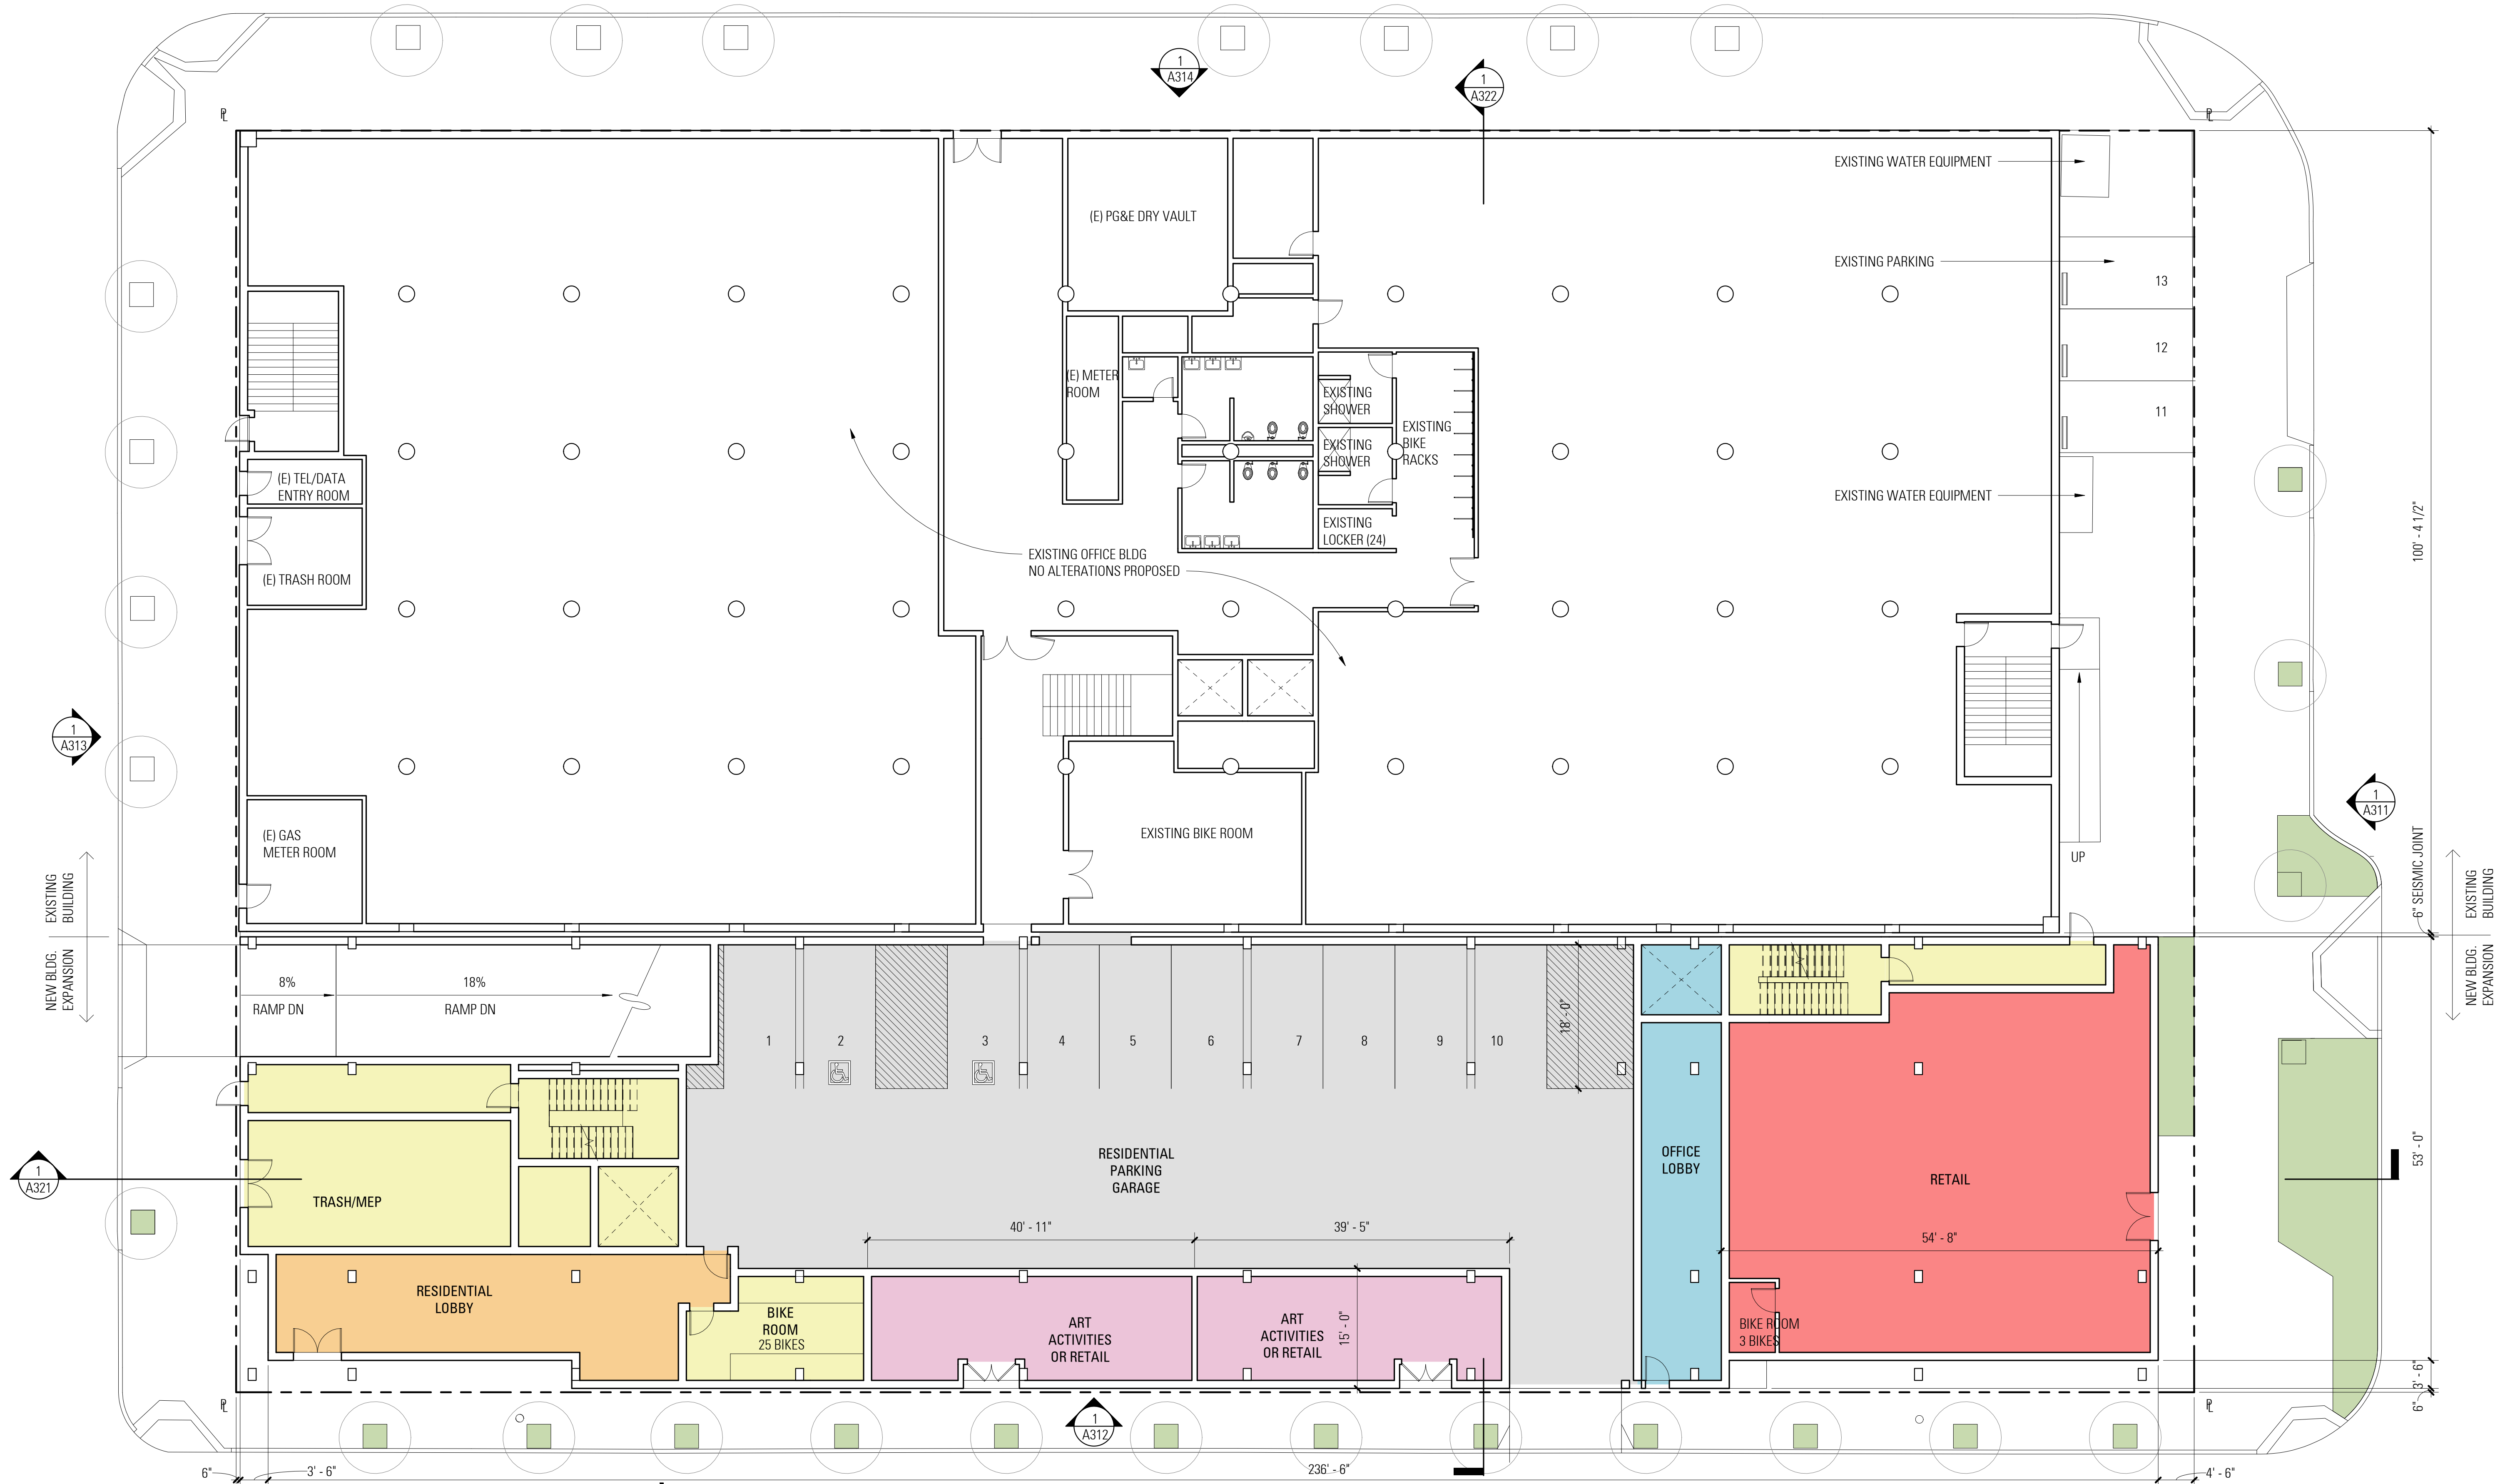 1
A314
1
A322
PL
PL
EXISTING WATER EQUIPMENT
(E) PG&E DRY VAULT
EXISTING PARKING
13
12
11
(E) METER
ROOM
EXISTING
SHOWER
EXISTING
SHOWER
EXISTING
BIKE
RACKS
(E) TEL/DATA
ENTRY ROOM
EXISTING WATER EQUIPMENT
EXISTING
LOCKER (24)
100' - 4 1/2"
EXISTING OFFICE BLDG
NO ALTERATIONS PROPOSED
(E) TRASH ROOM
1
A313
1
A311
(E) GAS
METER ROOM
EXISTING BIKE ROOM
UP
6" SEISMIC JOINT
EXISTING
BUILDING
EXISTING
BUILDING
NEW BLDG.
EXPANSION
NEW BLDG.
EXPANSION
8%
RAMP DN
18%
RAMP DN
1
2
3
4
5
6
7
8
9
10
18' - 0"
RESIDENTIAL
PARKING
GARAGE
OFFICE
LOBBY
RETAIL
53' - 0"
1
A321
TRASH/MEP
40' - 11"
39' - 5"
54' - 8"
RESIDENTIAL
LOBBY
BIKE
ROOM
25 BIKES
ART
ACTIVITIES
OR RETAIL
ART
ACTIVITIES
OR RETAIL
15' - 0"
BIKE ROOM
3 BIKES
3' - 6"
6"
PL
PL
1
A312
6"
3' - 6"
236' - 6"
4' - 6"